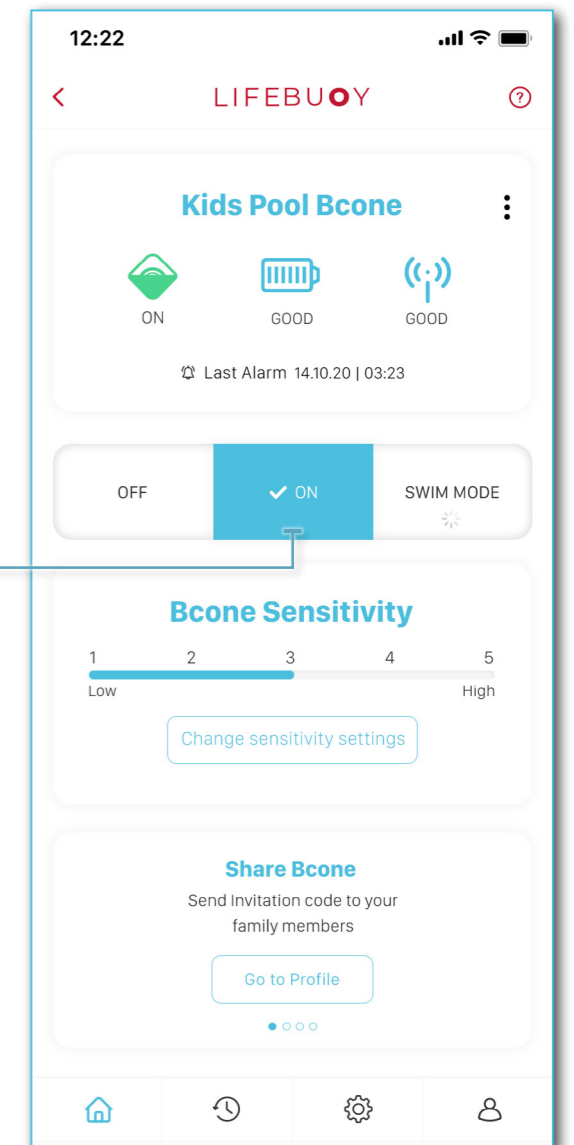 12:22
LIFEBUOY
Kids Pool Bcone
ON
GOOD
GOOD
Last Alarm 14.10.20 | 03:23
OFF
ON
SWIM MODE
Bcone Sensitivity
1 2 3 4 5
Low High
Change sensitivity settings
Share Bcone
Send Invitation code to your
family members
Go to Profile